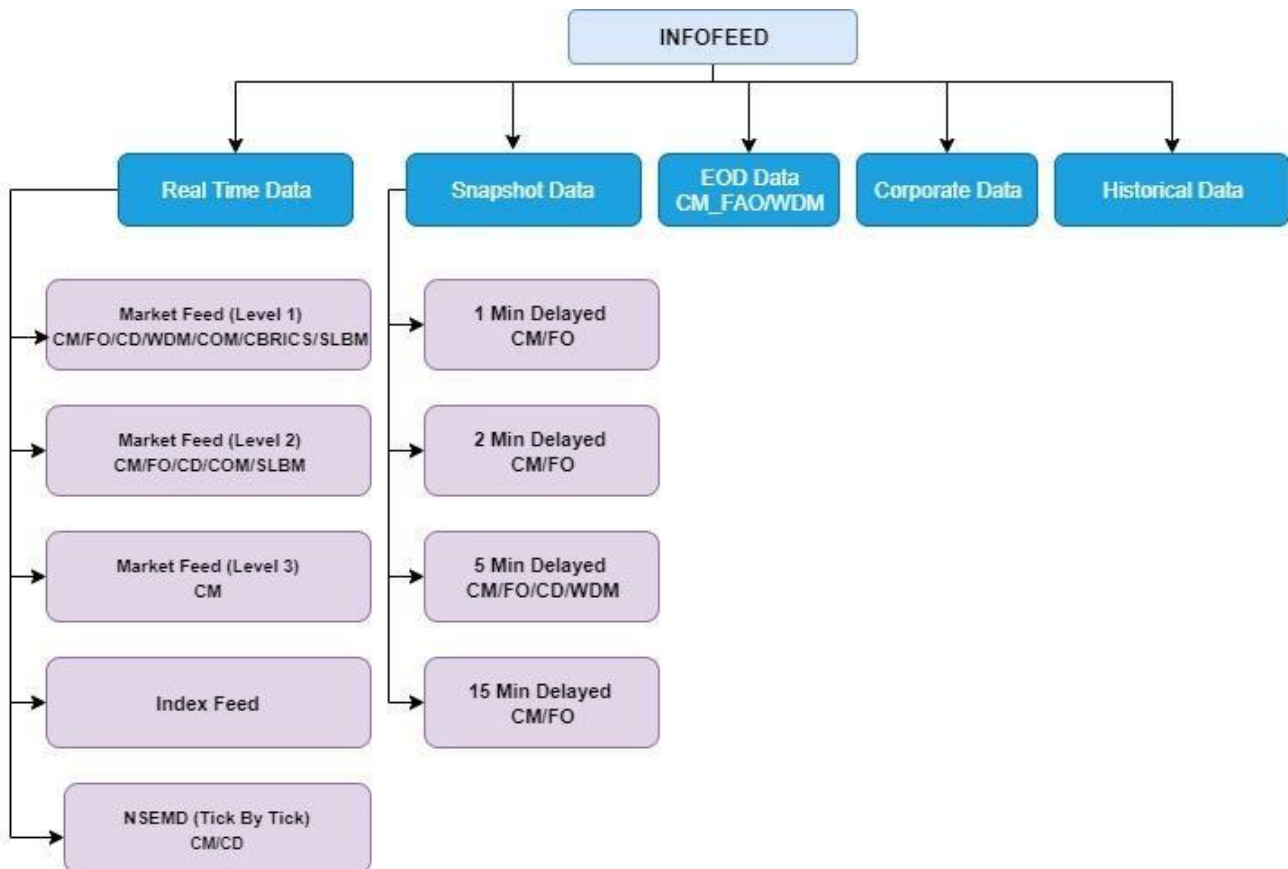 INFOFEED
Real Time Data
Snapshot Data
EOD Data
CM_FAO/WDM
Corporate Data
Historical Data
Market Feed (Level 1)
CM/FO/CD/WDM/COM/CBRICS/SLBM
Market Feed (Level 2)
CM/FO/CD/COM/SLBM
Market Feed (Level 3)
CM
Index Feed
NSEMD (Tick By Tick)
CM/CD
1 Min Delayed
CM/FO
2 Min Delayed
CM/FO
5 Min Delayed
CM/FO/CD/WDM
15 Min Delayed
CM/FO